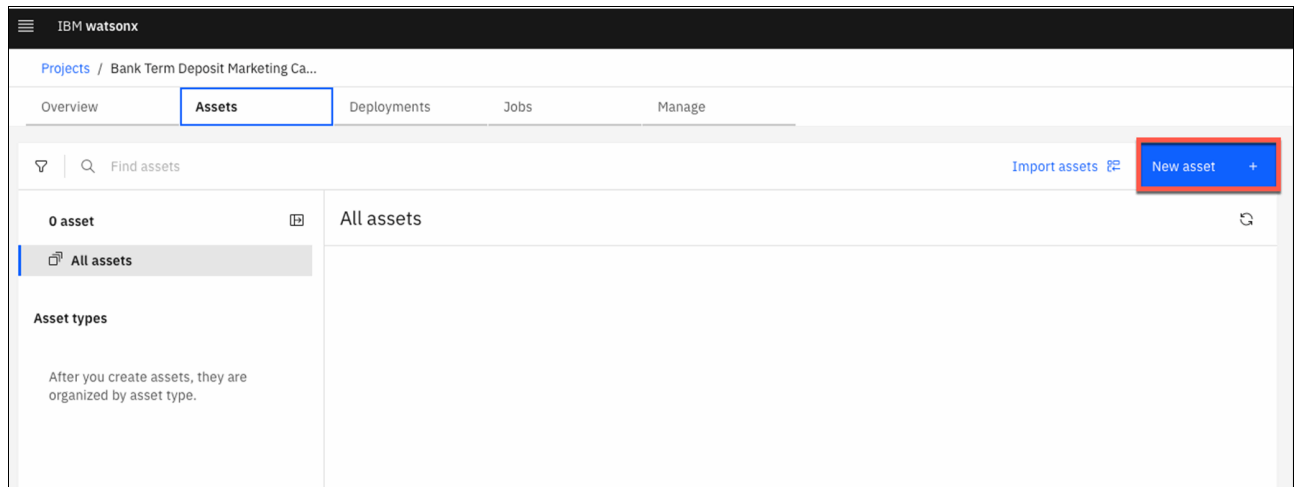 IBM watsonx
Projects / Bank Term Deposit Marketing Ca...
Overview
Assets
Deployments
Jobs
Manage
Find assets
Import assets
New asset +
0 asset
All assets
All assets
Asset types
After you create assets, they are
organized by asset type.